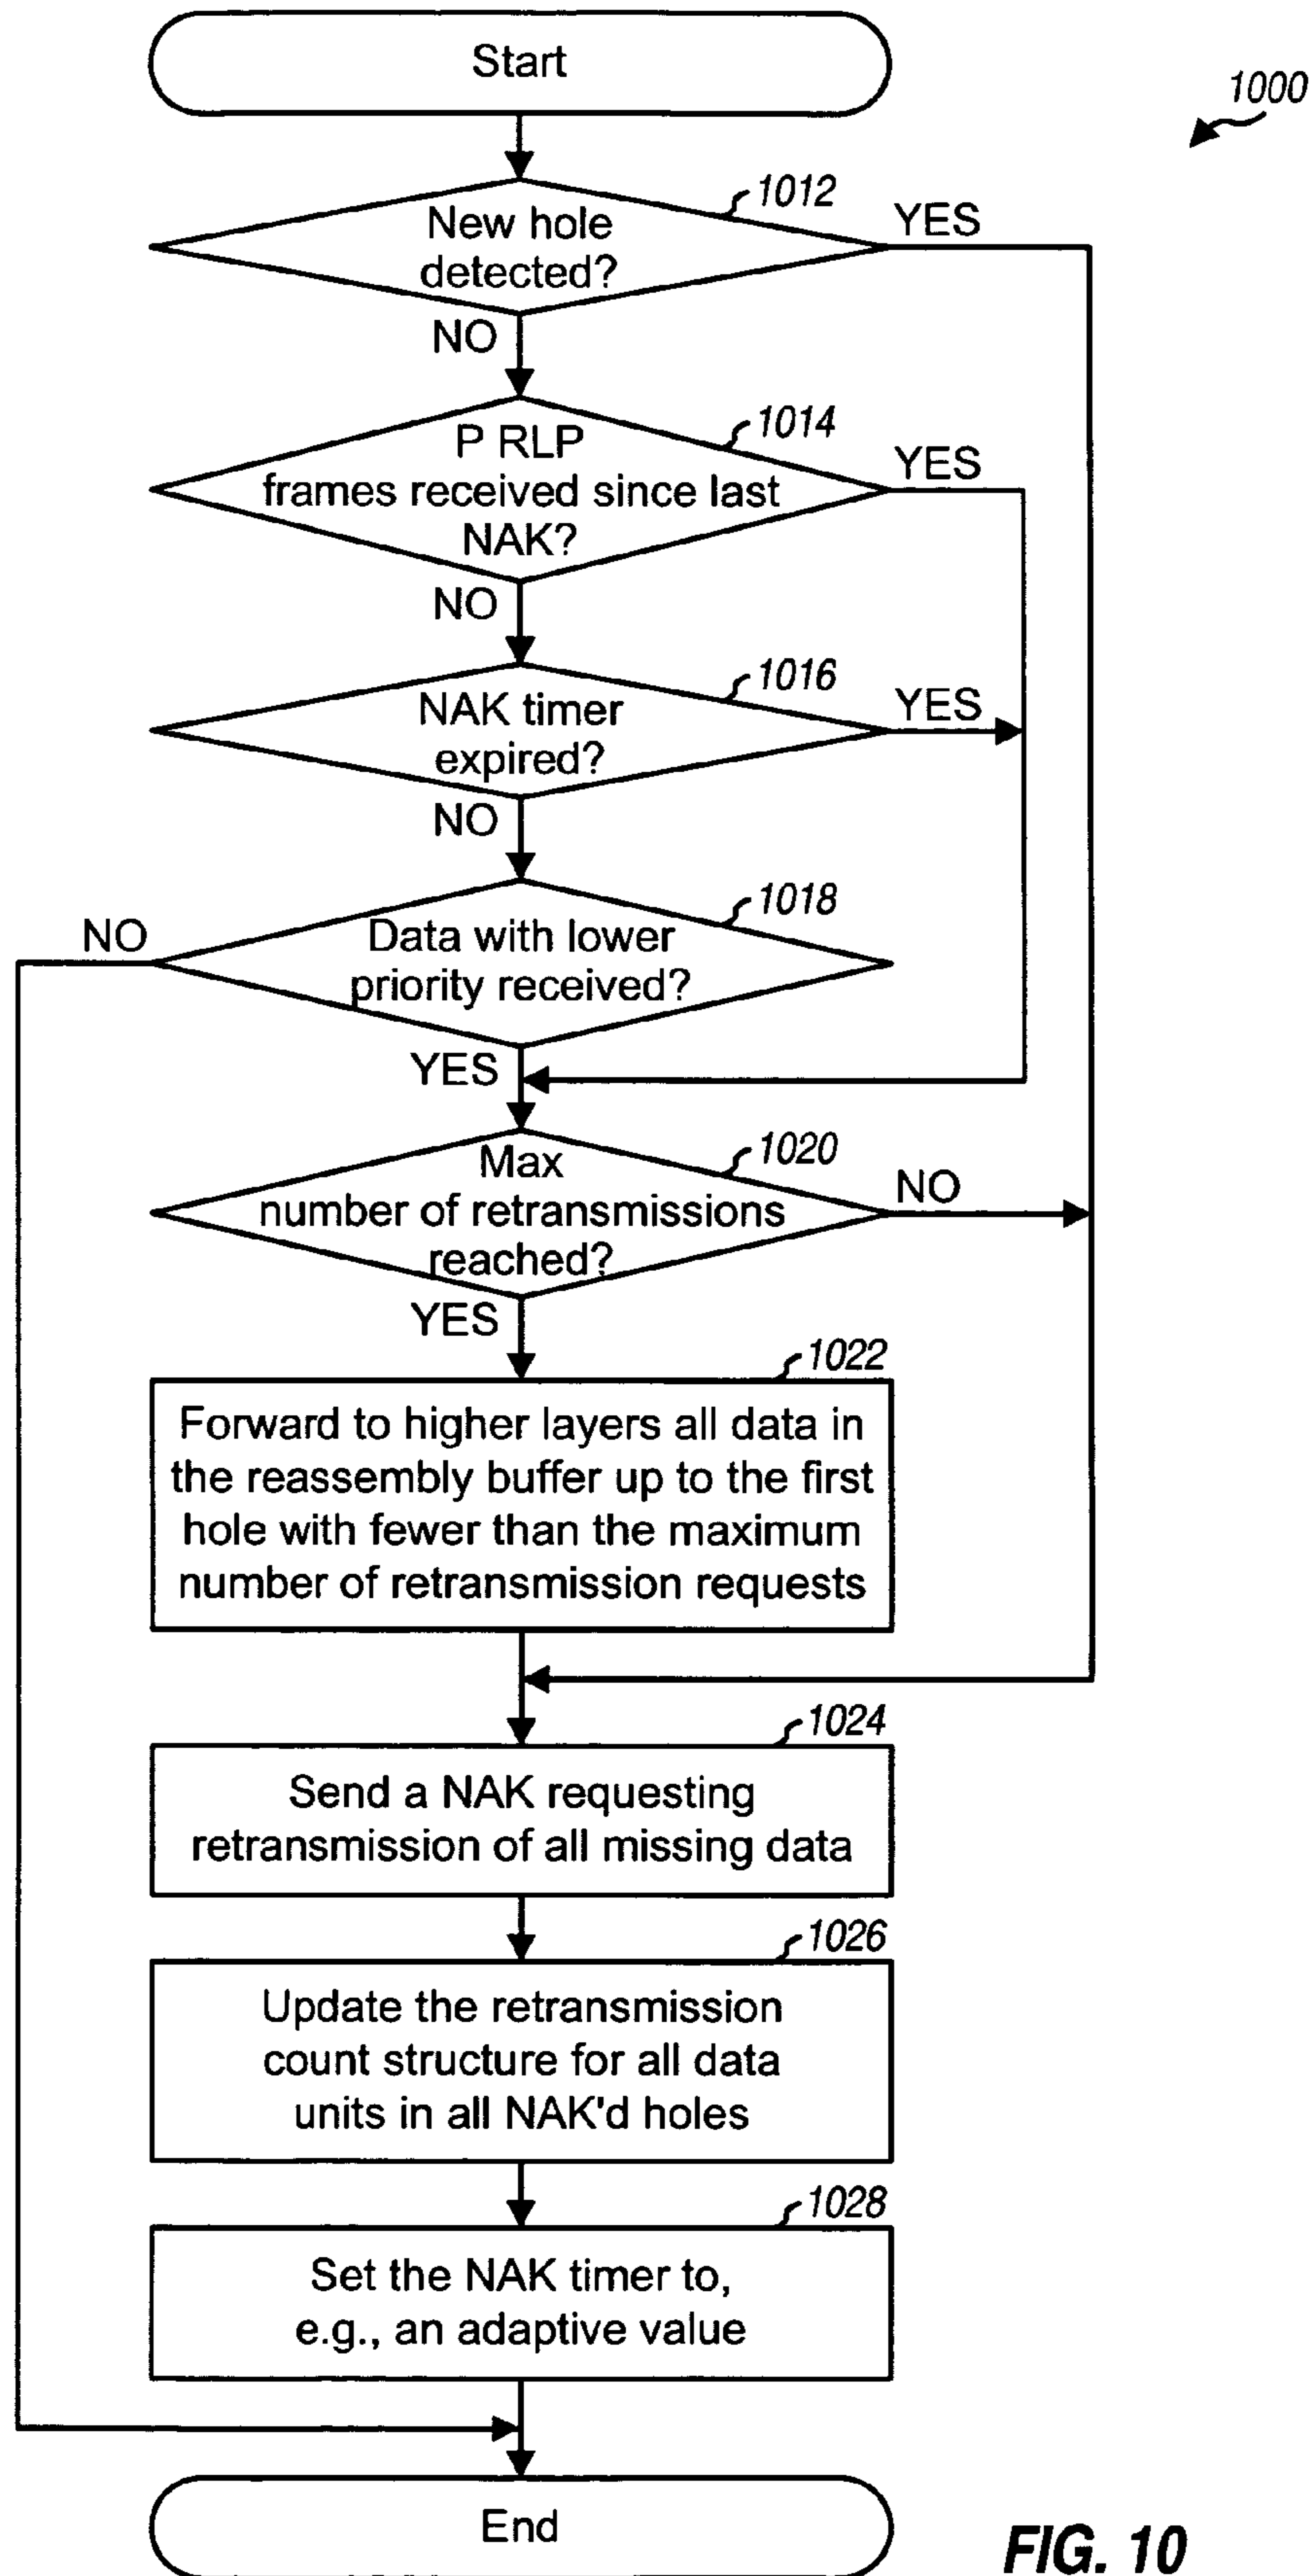 Start
1000
1012
New hole
detected?
YES
NO
1014
P RLP
frames received since last
NAK?
YES
NO
1016
NAK timer
expired?
YES
NO
1018
Data with lower
priority received?
NO
YES
1020
Max
number of retransmissions
reached?
NO
YES
1022
Forward to higher layers all data in
the reassembly buffer up to the first
hole with fewer than the maximum
number of retransmission requests
1024
Send a NAK requesting
retransmission of all missing data
1026
Update the retransmission
count structure for all data
units in all NAK'd holes
1028
Set the NAK timer to,
e.g., an adaptive value
End
FIG. 10